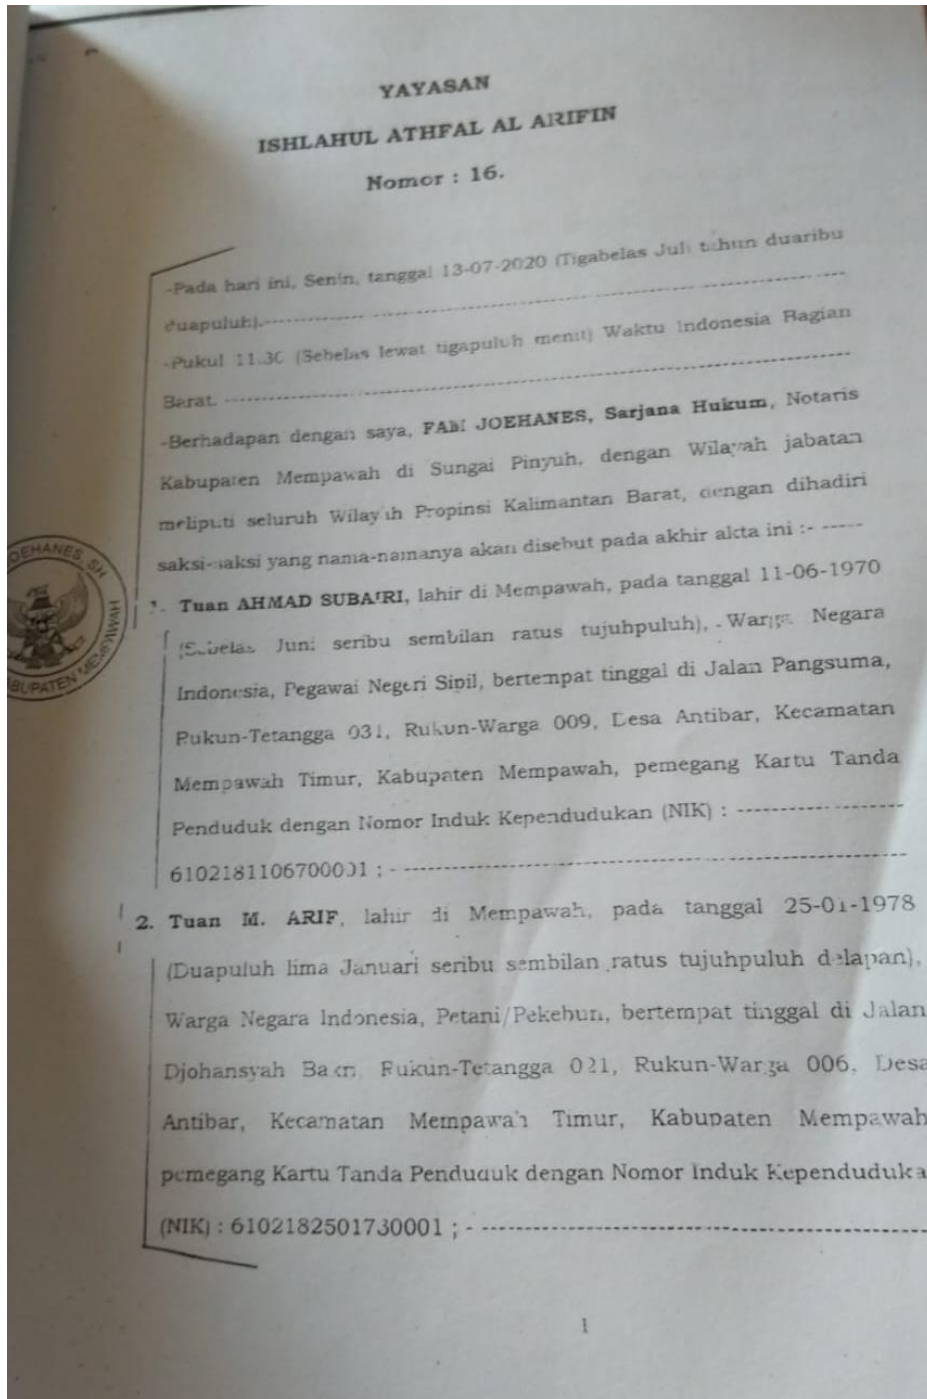 YAYASAN
ISHLAHUL ATHFAL AL ARIFIN
Nomor : 16.
-Pada hari ini, Senin, tanggal 13-07-2020 (Tigabelas Juli tahun duaribu
duapuluh).-
-Pukul 11.30 (Sebelas lewat tigapuluh menit) Waktu Indonesia Bagian
Barat. -
-Berhadapan dengan saya, FABI JOEHANES, Sarjana Hukum, Notaris
Kabupaten Mempawah di Sungai Pinyuh, dengan Wilayah jabatan
meliputi seluruh Wilayah Propinsi Kalimantan Barat, dengan dihadiri
saksi-saksi yang nama-namanya akan disebut pada akhir akta ini :- -----
1. Tuan AHMAD SUBAIRI, lahir di Mempawah, pada tanggal 11-06-1970
(Sebelas Juni seribu sembilan ratus tujuhpuluh), Warga Negara
Indonesia, Pegawai Negeri Sipil, bertempat tinggal di Jalan Pangsuma,
Rukun-Tetangga 031, Rukun-Warga 009, Desa Antibar, Kecamatan
Mempawah Timur, Kabupaten Mempawah, pemegang Kartu Tanda
Penduduk dengan Nomor Induk Kependudukan (NIK) : -------------------
6102181106700001 ; - -
2. Tuan M. ARIF, lahir di Mempawah, pada tanggal 25-01-1978
(Duapuluh lima Januari seribu sembilan ratus tujuhpuluh delapan),
Warga Negara Indonesia, Petani/Pekebun, bertempat tinggal di Jalan
Djohansyah Bakri, Rukun-Tetangga 021, Rukun-Warga 006, Desa
Antibar, Kecamatan Mempawah Timur, Kabupaten Mempawah
pemegang Kartu Tanda Penduduk dengan Nomor Induk Kependuduka
(NIK) : 6102182501730001 ; - -
1
JOEHANES, SH
KABUPATEN MEMPAWAH